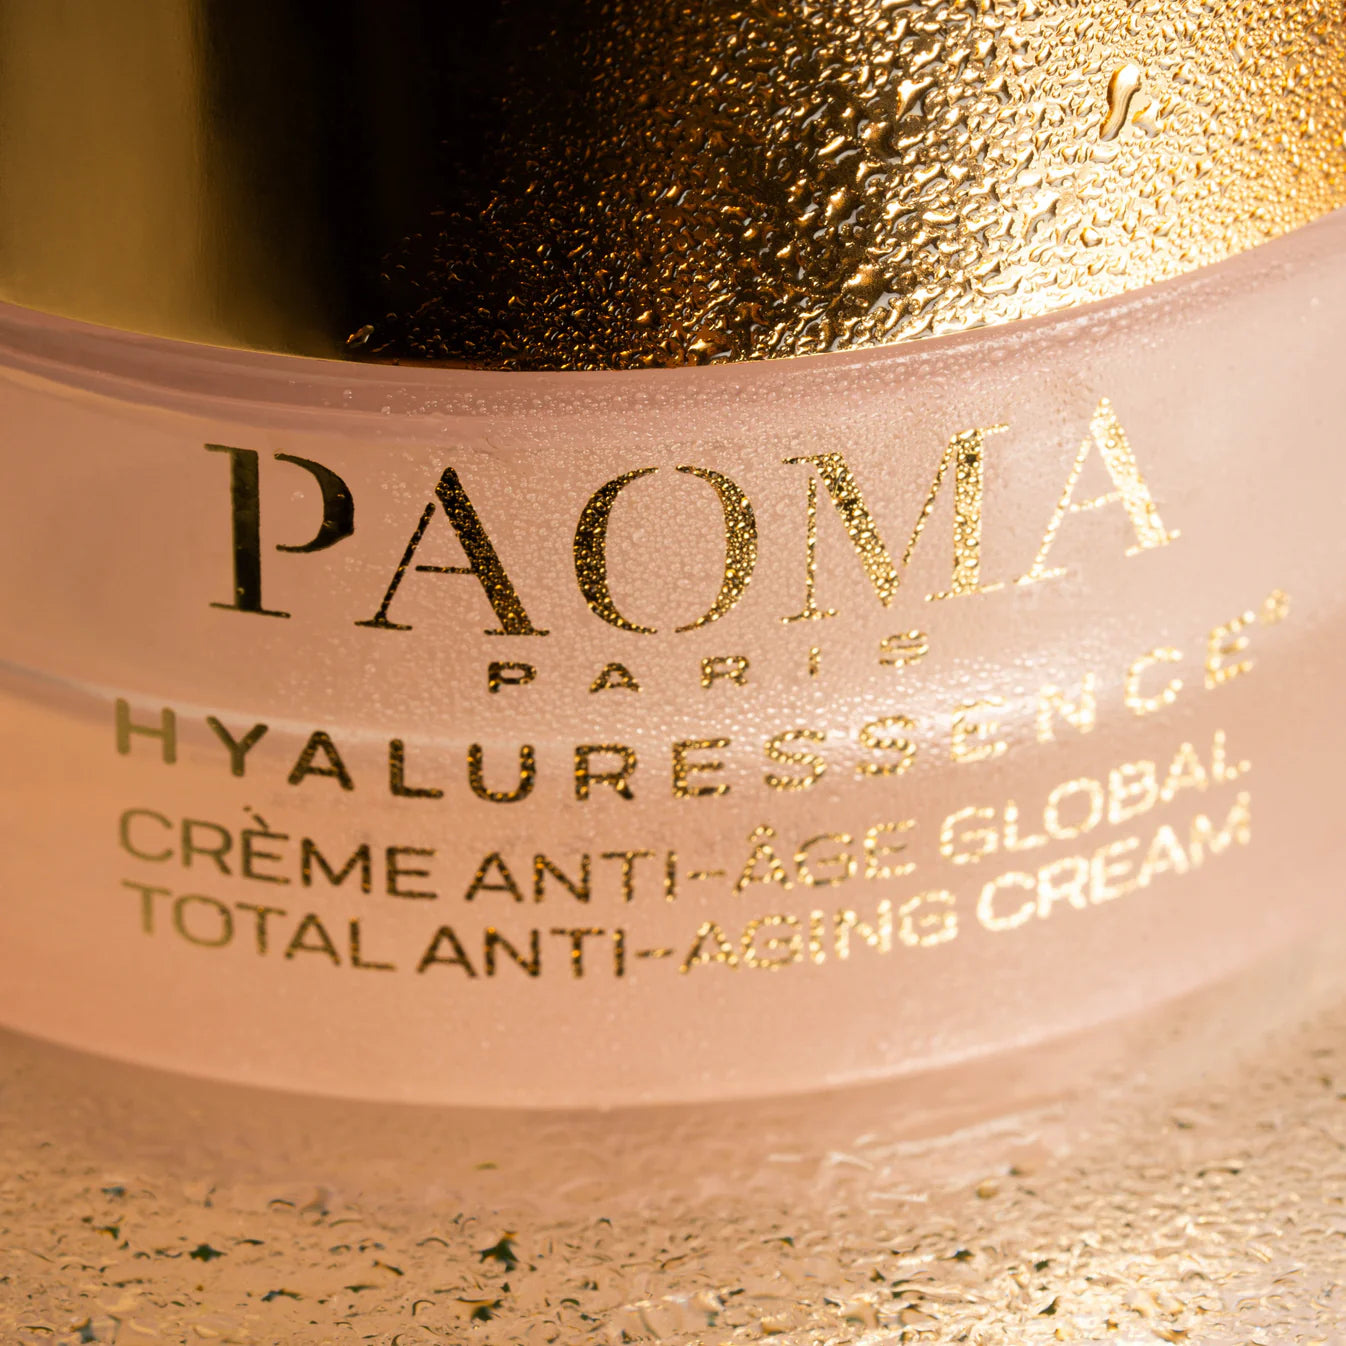 PAOMA
PARIS
HYALURESSENCE®
CRÈME ANTI-ÂGE GLOBAL
TOTAL ANTI-AGING CREAM